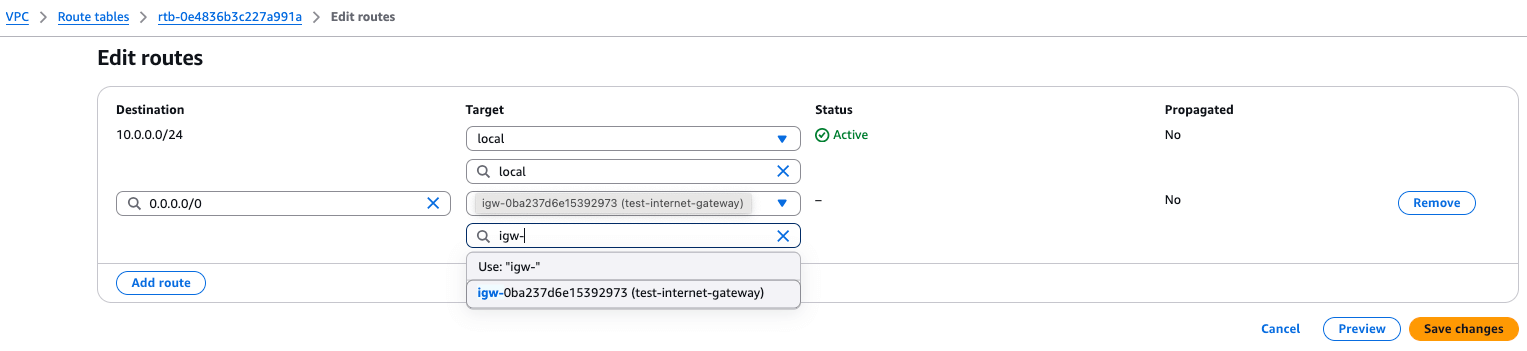 VPC > Route tables > rtb-0e4836b3c227a991a > Edit routes
Edit routes
Destination Target Status Propagated
10.0.0.0/24 local Active No
local
0.0.0.0/0 igw-0ba237d6e15392973 (test-internet-gateway) – No Remove
igw-
Use: "igw-"
Add route
igw-0ba237d6e15392973 (test-internet-gateway)
Cancel Preview Save changes